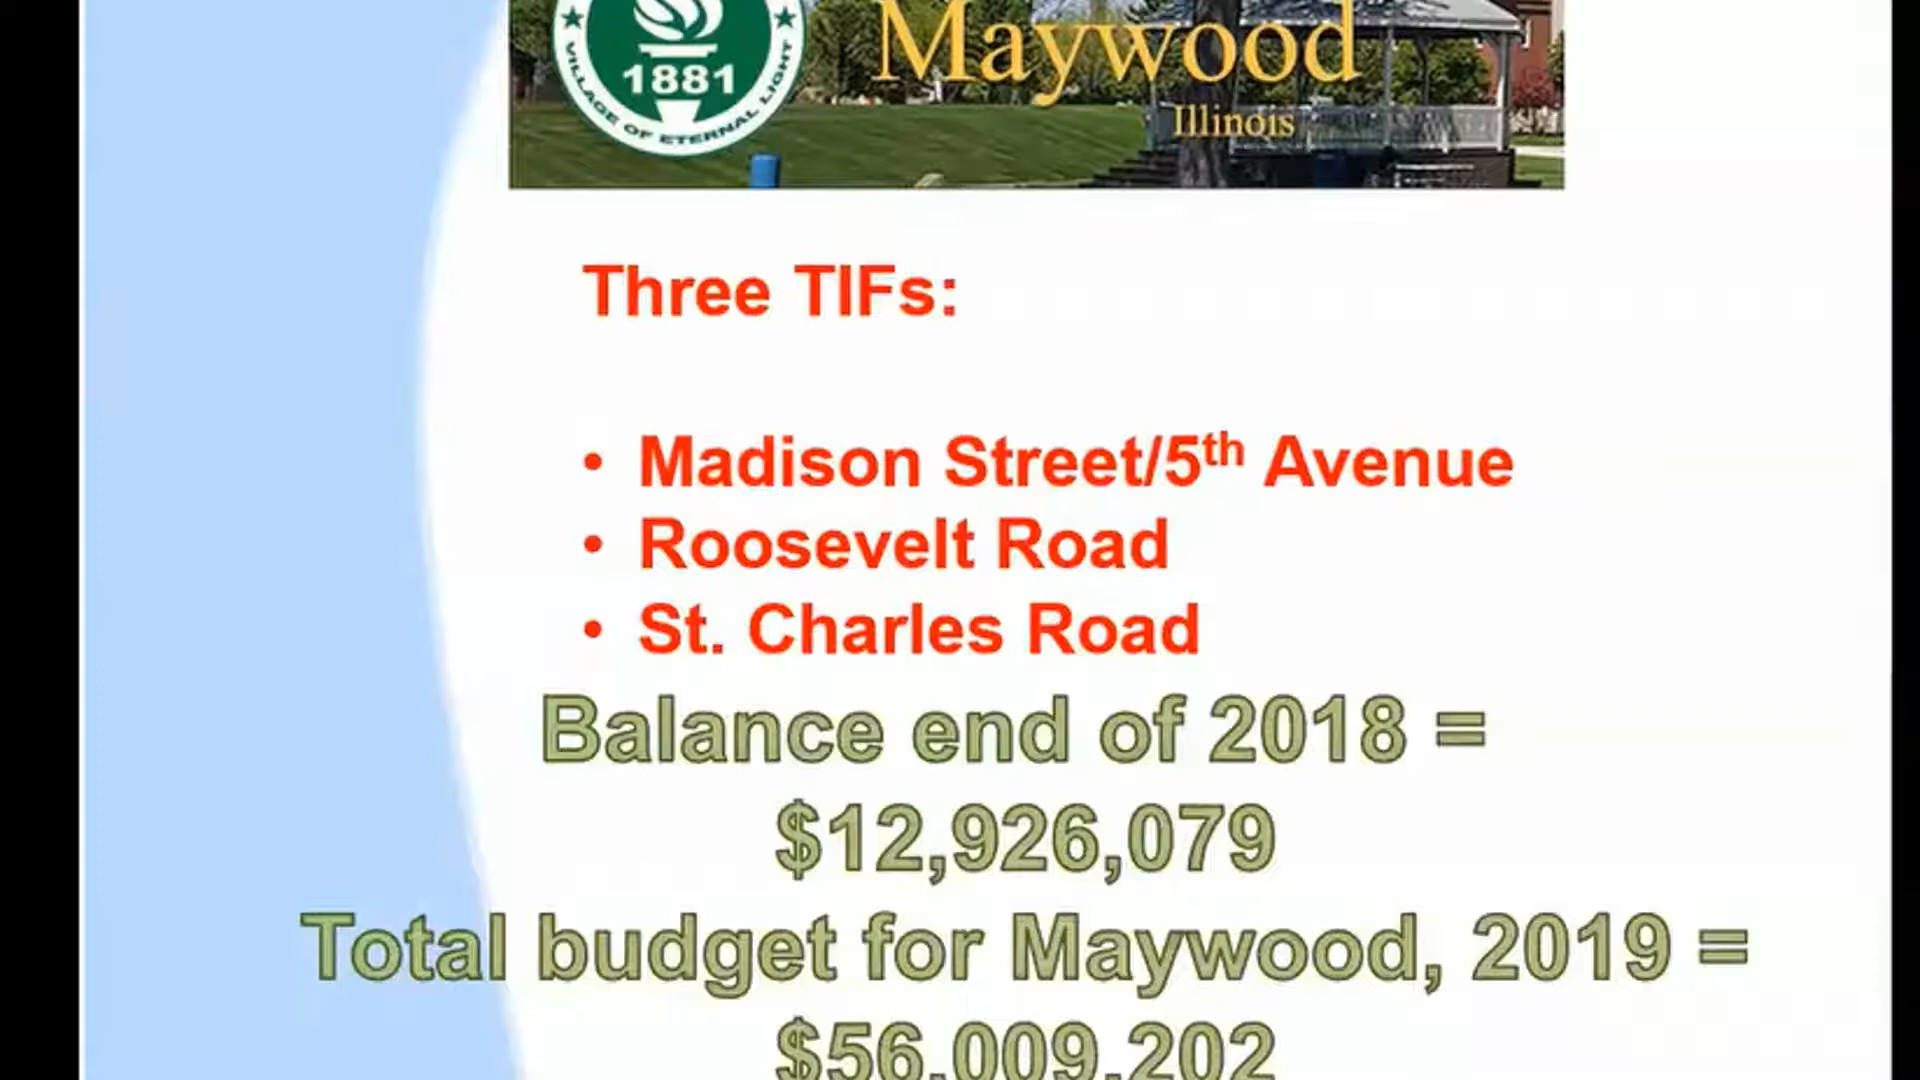 1881
VILLAGE OF ETERNAL LIGHT
Maywood
Illinois
Three TIFs:
• Madison Street/5th Avenue
• Roosevelt Road
• St. Charles Road
Balance end of 2018 =
$12,926,079
Total budget for Maywood, 2019 =
$56,009,202